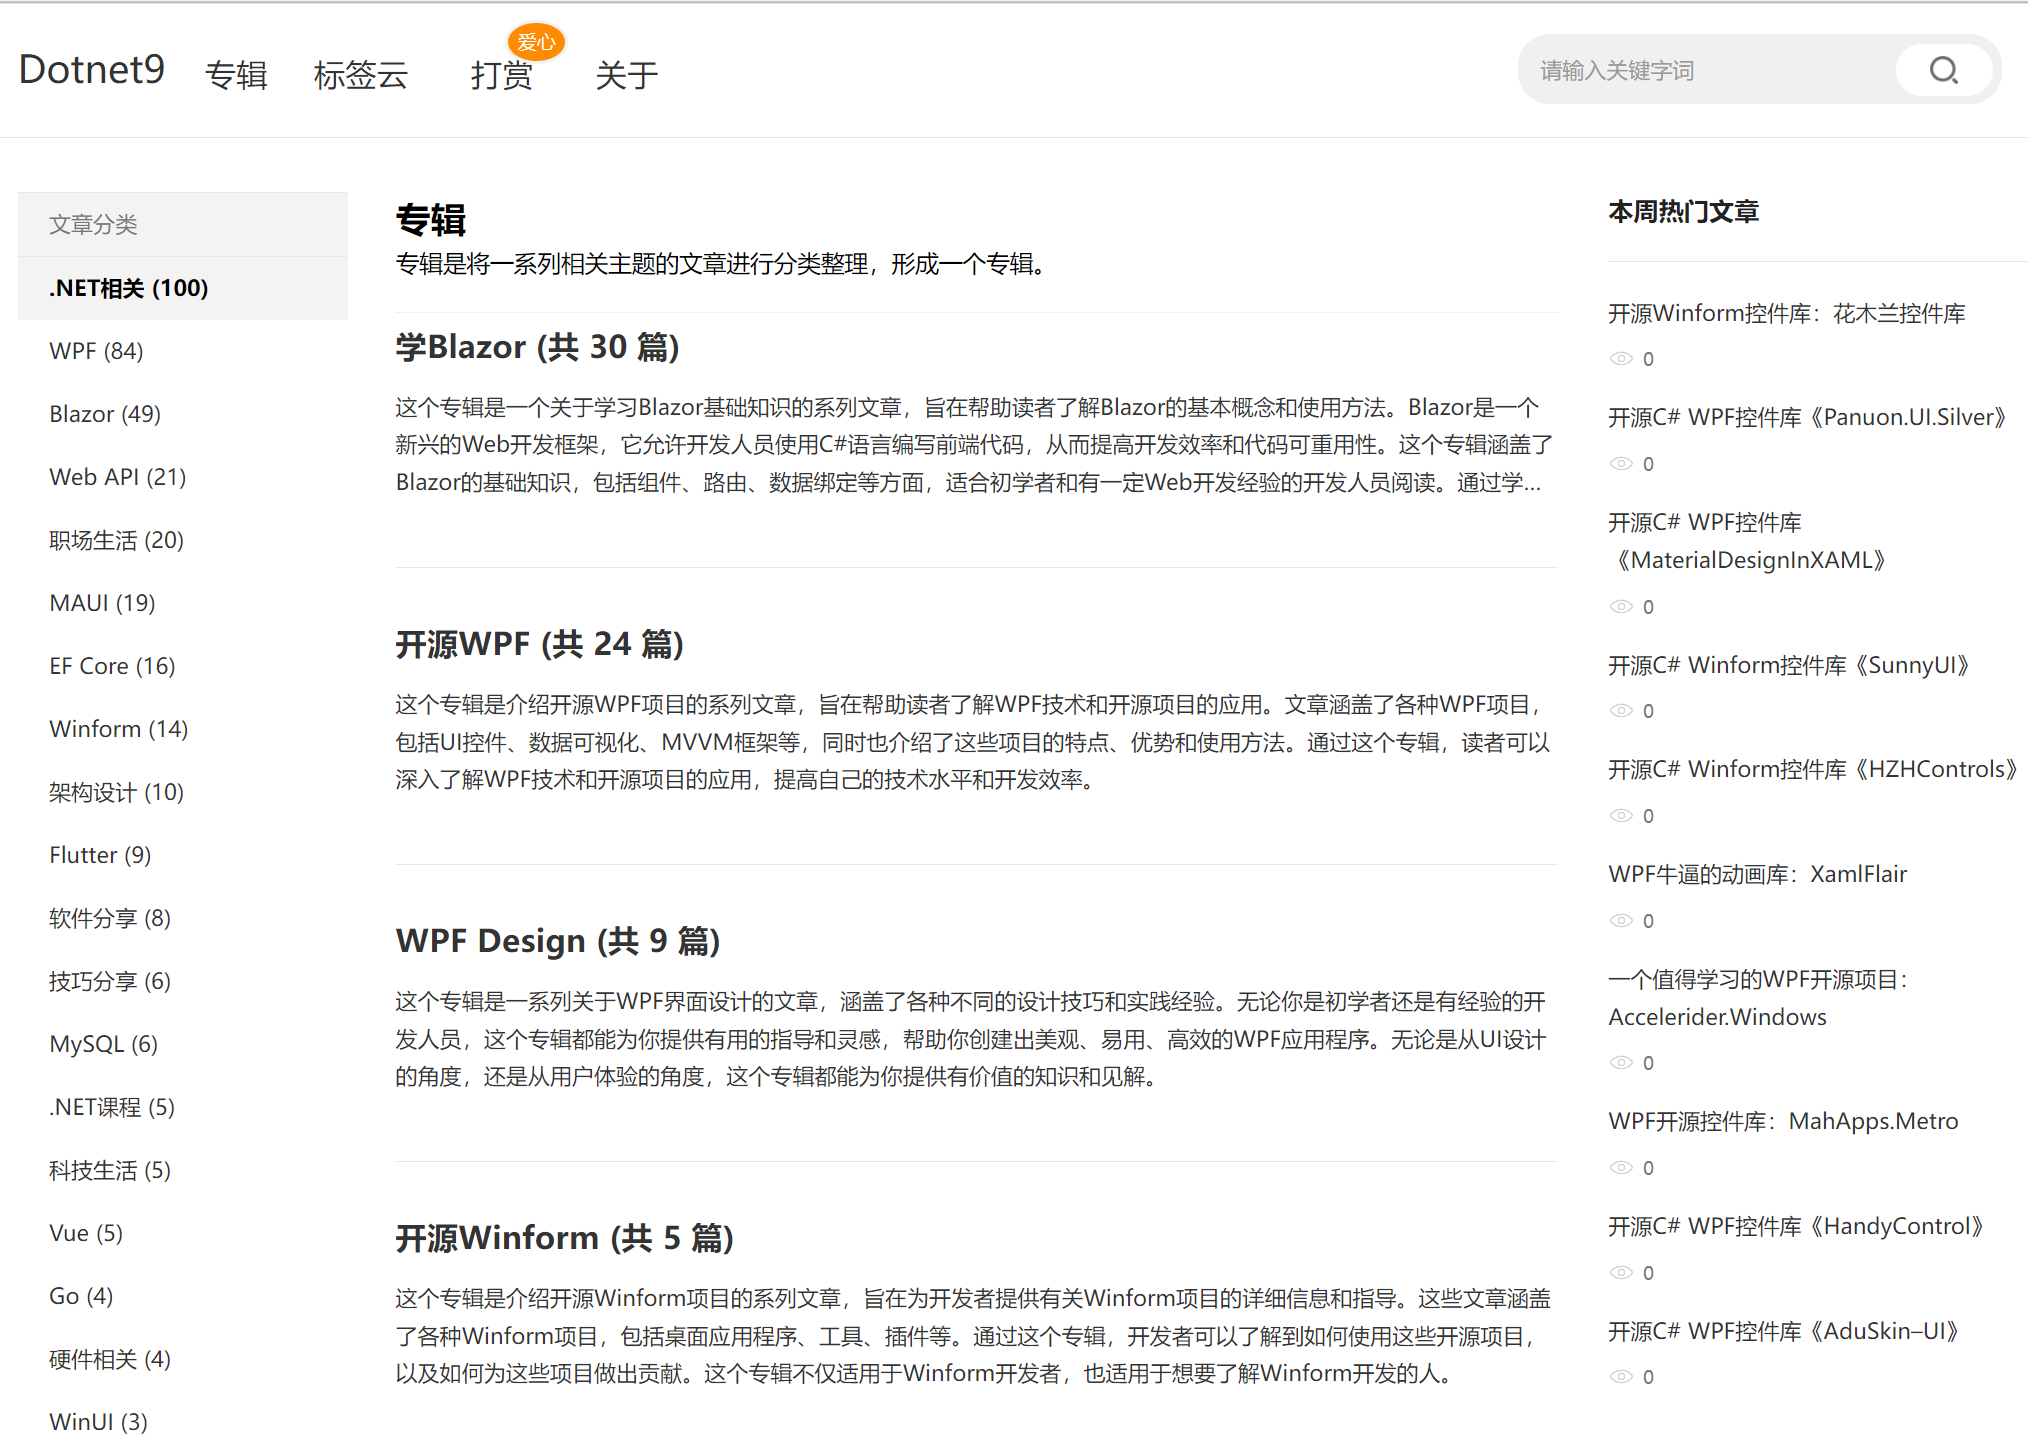 Dotnet9
专辑
标签云
打赏
爱心
关于
请输入关键字词
文章分类
.NET相关 (100)
WPF (84)
Blazor (49)
Web API (21)
职场生活 (20)
MAUI (19)
EF Core (16)
Winform (14)
架构设计 (10)
Flutter (9)
软件分享 (8)
技巧分享 (6)
MySQL (6)
.NET课程 (5)
科技生活 (5)
Vue (5)
Go (4)
硬件相关 (4)
WinUI (3)
专辑
专辑是将一系列相关主题的文章进行分类整理，形成一个专辑。
学Blazor (共 30 篇)
这个专辑是一个关于学习Blazor基础知识的系列文章，旨在帮助读者了解Blazor的基本概念和使用方法。Blazor是一个
新兴的Web开发框架，它允许开发人员使用C#语言编写前端代码，从而提高开发效率和代码可重用性。这个专辑涵盖了
Blazor的基础知识，包括组件、路由、数据绑定等方面，适合初学者和有一定Web开发经验的开发人员阅读。通过学...
开源WPF (共 24 篇)
这个专辑是介绍开源WPF项目的系列文章，旨在帮助读者了解WPF技术和开源项目的应用。文章涵盖了各种WPF项目，
包括UI控件、数据可视化、MVVM框架等，同时也介绍了这些项目的特点、优势和使用方法。通过这个专辑，读者可以
深入了解WPF技术和开源项目的应用，提高自己的技术水平和开发效率。
WPF Design (共 9 篇)
这个专辑是一系列关于WPF界面设计的文章，涵盖了各种不同的设计技巧和实践经验。无论你是初学者还是有经验的开
发人员，这个专辑都能为你提供有用的指导和灵感，帮助你创建出美观、易用、高效的WPF应用程序。无论是从UI设计
的角度，还是从用户体验的角度，这个专辑都能为你提供有价值的知识和见解。
开源Winform (共 5 篇)
这个专辑是介绍开源Winform项目的系列文章，旨在为开发者提供有关Winform项目的详细信息和指导。这些文章涵盖
了各种Winform项目，包括桌面应用程序、工具、插件等。通过这个专辑，开发者可以了解到如何使用这些开源项目，
以及如何为这些项目做出贡献。这个专辑不仅适用于Winform开发者，也适用于想要了解Winform开发的人。
本周热门文章
开源Winform控件库：花木兰控件库
0
开源C# WPF控件库《Panuon.UI.Silver》
0
开源C# WPF控件库
《MaterialDesignInXAML》
0
开源C# Winform控件库《SunnyUI》
0
开源C# Winform控件库《HZHControls》
0
WPF牛逼的动画库：XamlFlair
0
一个值得学习的WPF开源项目：
Accelerider.Windows
0
WPF开源控件库：MahApps.Metro
0
开源C# WPF控件库《HandyControl》
0
开源C# WPF控件库《AduSkin–UI》
0